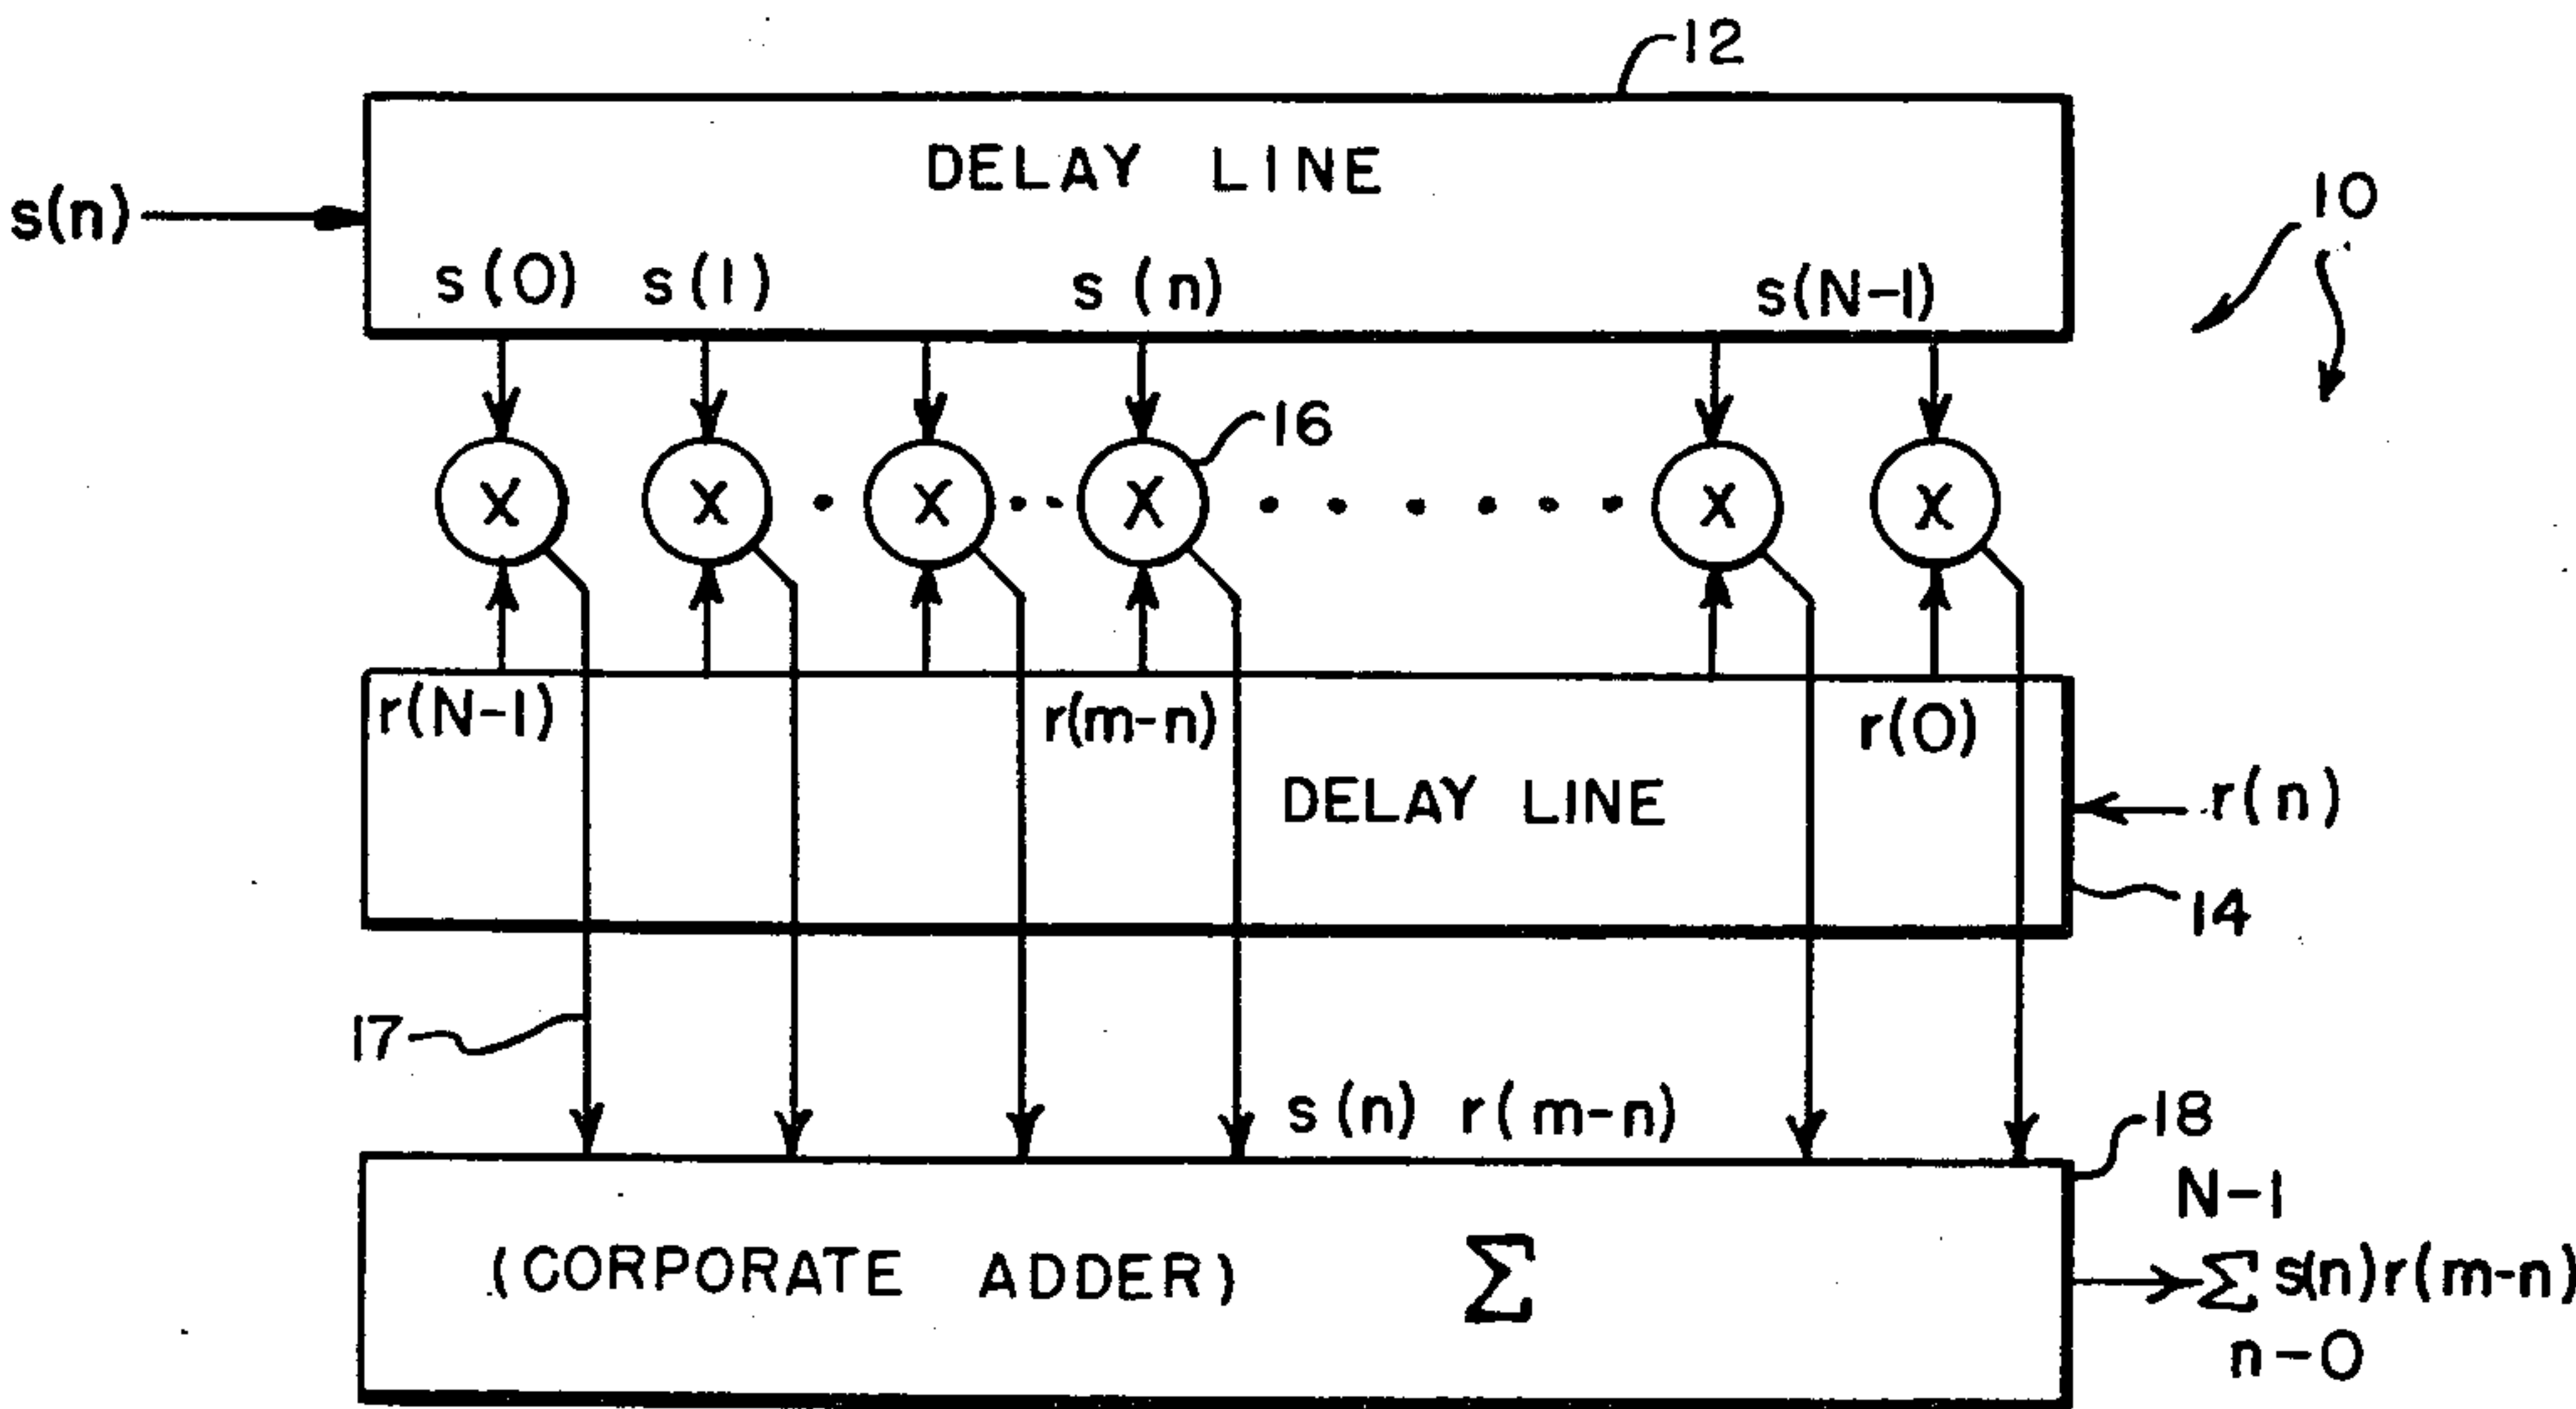 12
DELAY LINE
s(n)
10
s(0) s(1) s(n) s(N-1)
X X X X X X
16
r(N-1) r(m-n) r(0)
DELAY LINE
r(n)
14
17
s(n) r(m-n)
18
(CORPORATE ADDER) Σ
N-1
Σ s(n)r(m-n)
n-0